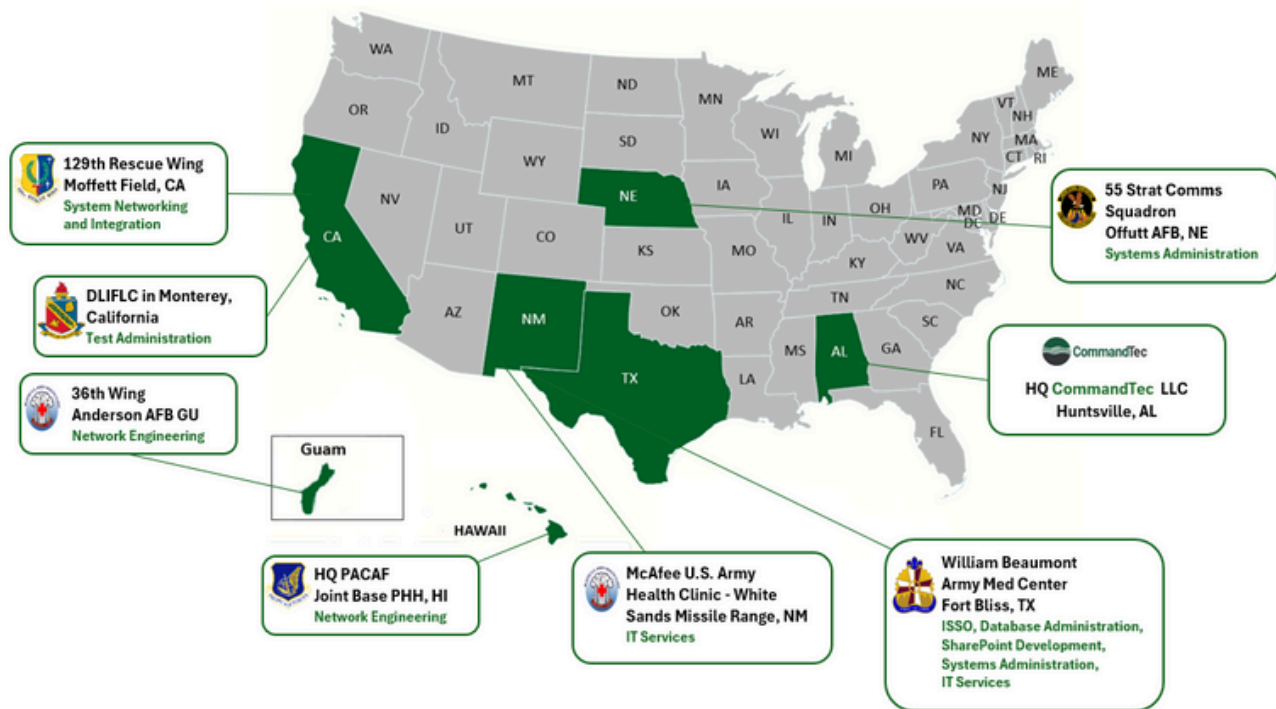 WA
MT
ND
MN
ME
VT
NH
OR
ID
SD
WI
MI
NY
MA
CT
RI
WY
IA
PA
NJ
NE
NV
UT
CO
IL
IN
OH
MD
DE
DC
WV
VA
CA
KS
MO
KY
NC
TN
AZ
NM
OK
AR
SC
MS
AL
GA
TX
LA
FL
129th Rescue Wing
Moffett Field, CA
System Networking
and Integration
DLIFLC in Monterey,
California
Test Administration
36th Wing
Anderson AFB GU
Network Engineering
Guam
HAWAII
HQ PACAF
Joint Base PHH, HI
Network Engineering
McAfee U.S. Army
Health Clinic - White
Sands Missile Range, NM
IT Services
William Beaumont
Army Med Center
Fort Bliss, TX
ISSO, Database Administration,
SharePoint Development,
Systems Administration,
IT Services
55 Strat Comms
Squadron
Offutt AFB, NE
Systems Administration
CommandTec
HQ CommandTec LLC
Huntsville, AL